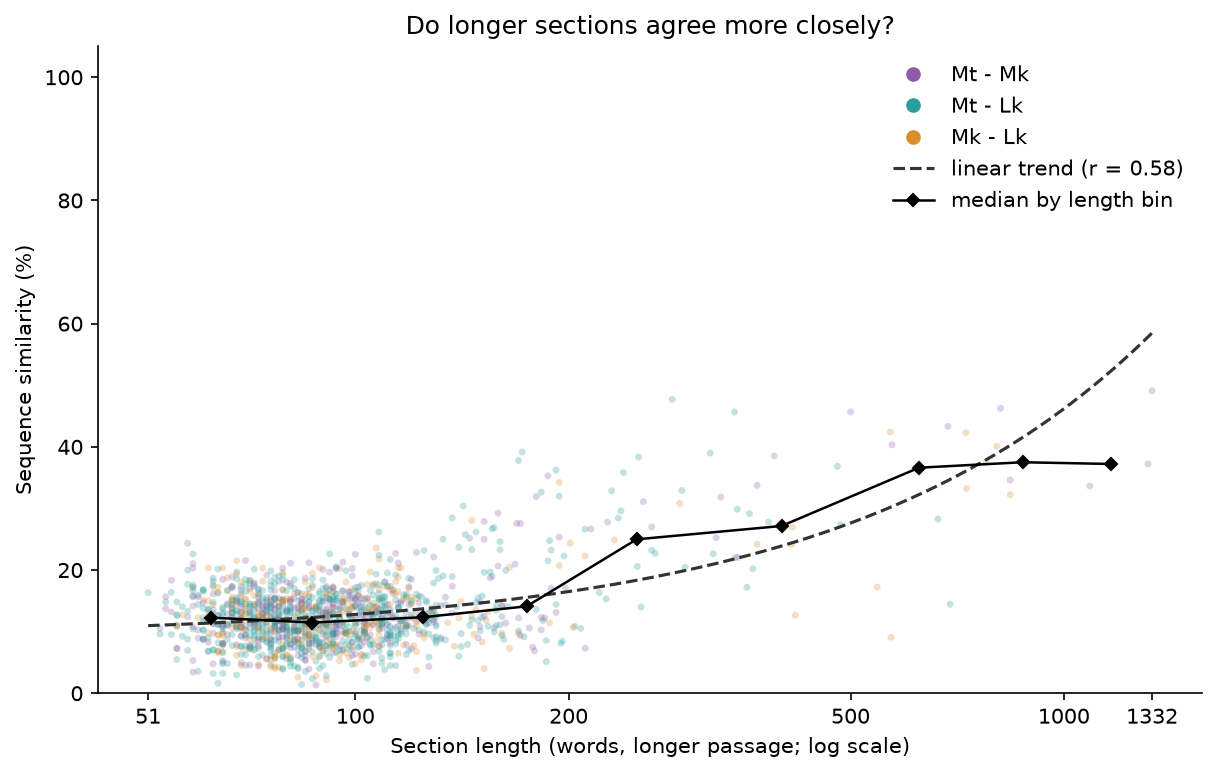 Do longer sections agree more closely?
Mt - Mk
Mt - Lk
Mk - Lk
linear trend (r = 0.58)
median by length bin
Sequence similarity (%)
100
80
60
40
20
0
51 100 200 500 1000 1332
Section length (words, longer passage; log scale)